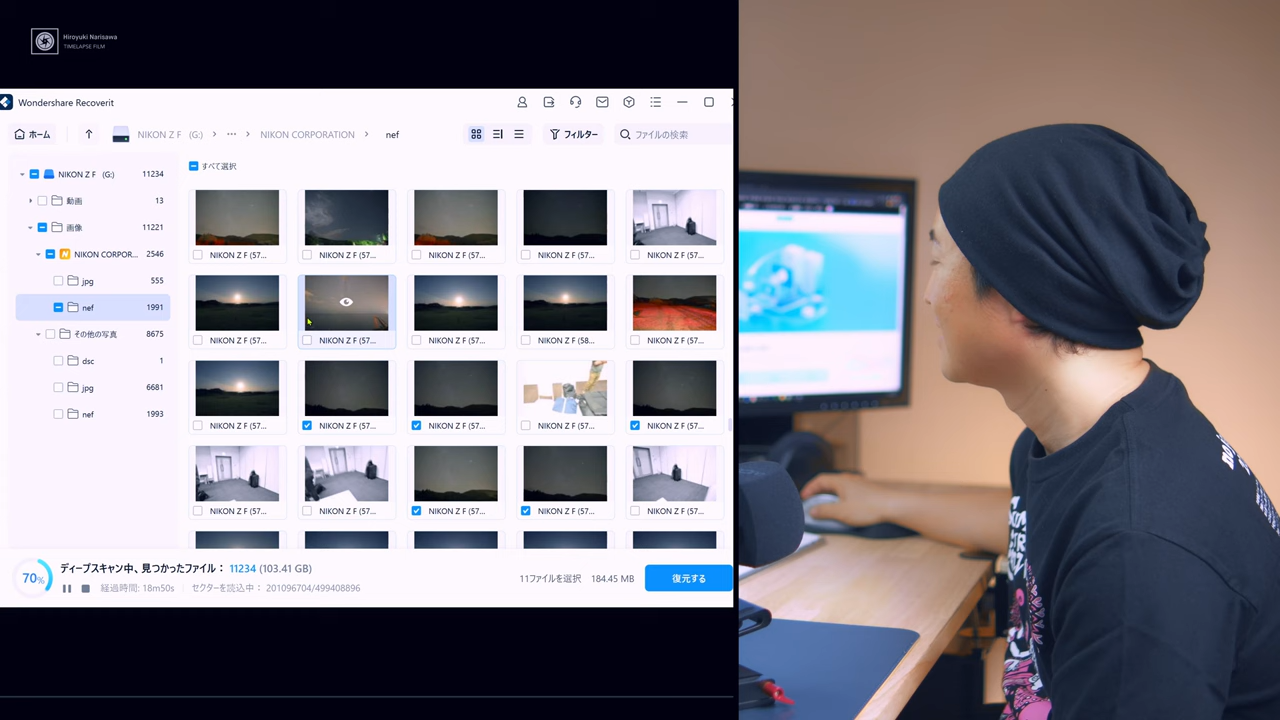 Hiroyuki Narisawa
TIMELAPSE FILM
Wondershare Recoverit
ホーム
NIKON Z F (G:) > ··· > NIKON CORPORATION > nef
フィルター
ファイルの検索
NIKON Z F (G:) 11234
動画 13
画像 11221
NIKON CORPOR... 2546
jpg 555
nef 1991
その他の写真 8675
dsc 1
jpg 6681
nef 1993
すべて選択
NIKON Z F (57... NIKON Z F (57... NIKON Z F (57... NIKON Z F (57... NIKON Z F (57...
NIKON Z F (57... NIKON Z F (57... NIKON Z F (57... NIKON Z F (58... NIKON Z F (57...
NIKON Z F (57... NIKON Z F (57... NIKON Z F (57... NIKON Z F (57... NIKON Z F (57...
NIKON Z F (57... NIKON Z F (57... NIKON Z F (57... NIKON Z F (57... NIKON Z F (57...
70%
ディープスキャン中、見つかったファイル： 11234 (103.41 GB)
経過時間: 18m50s セクターを読込中： 201096704/499408896
11ファイルを選択 184.45 MB
復元する